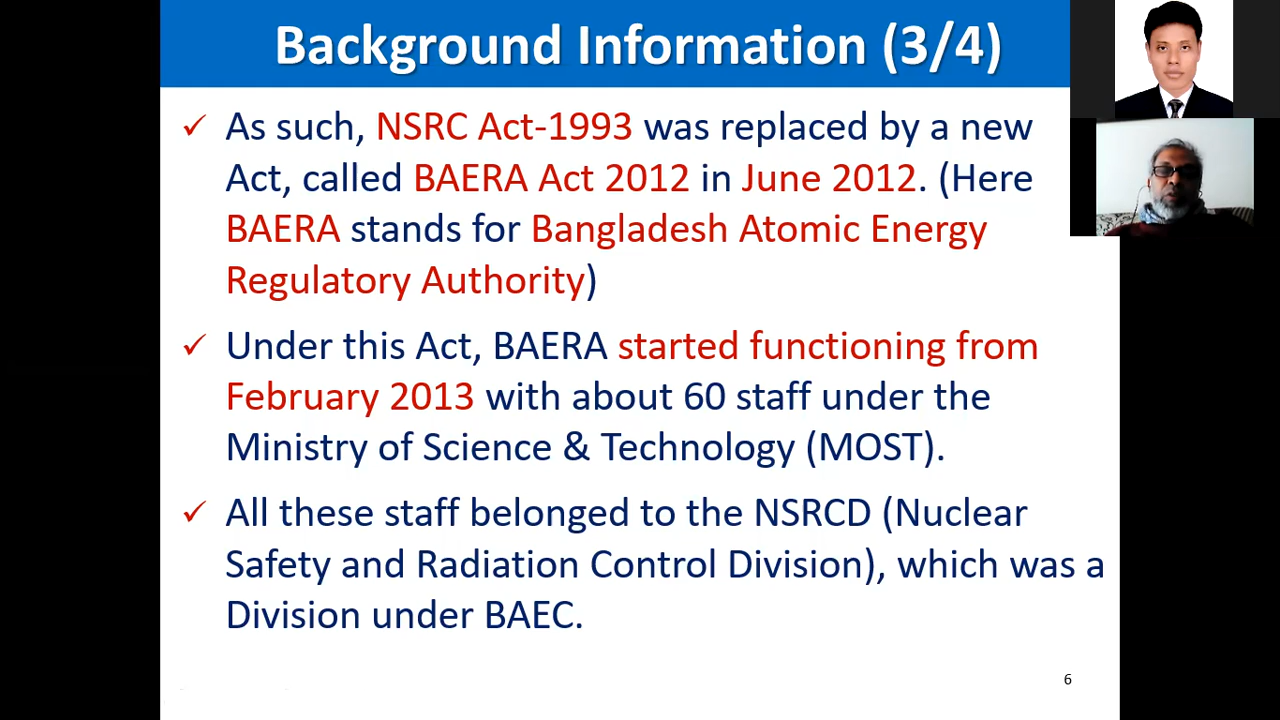 Background Information (3/4)
✓ As such, NSRC Act-1993 was replaced by a new
Act, called BAERA Act 2012 in June 2012. (Here
BAERA stands for Bangladesh Atomic Energy
Regulatory Authority)
✓ Under this Act, BAERA started functioning from
February 2013 with about 60 staff under the
Ministry of Science & Technology (MOST).
✓ All these staff belonged to the NSRCD (Nuclear
Safety and Radiation Control Division), which was a
Division under BAEC.
6